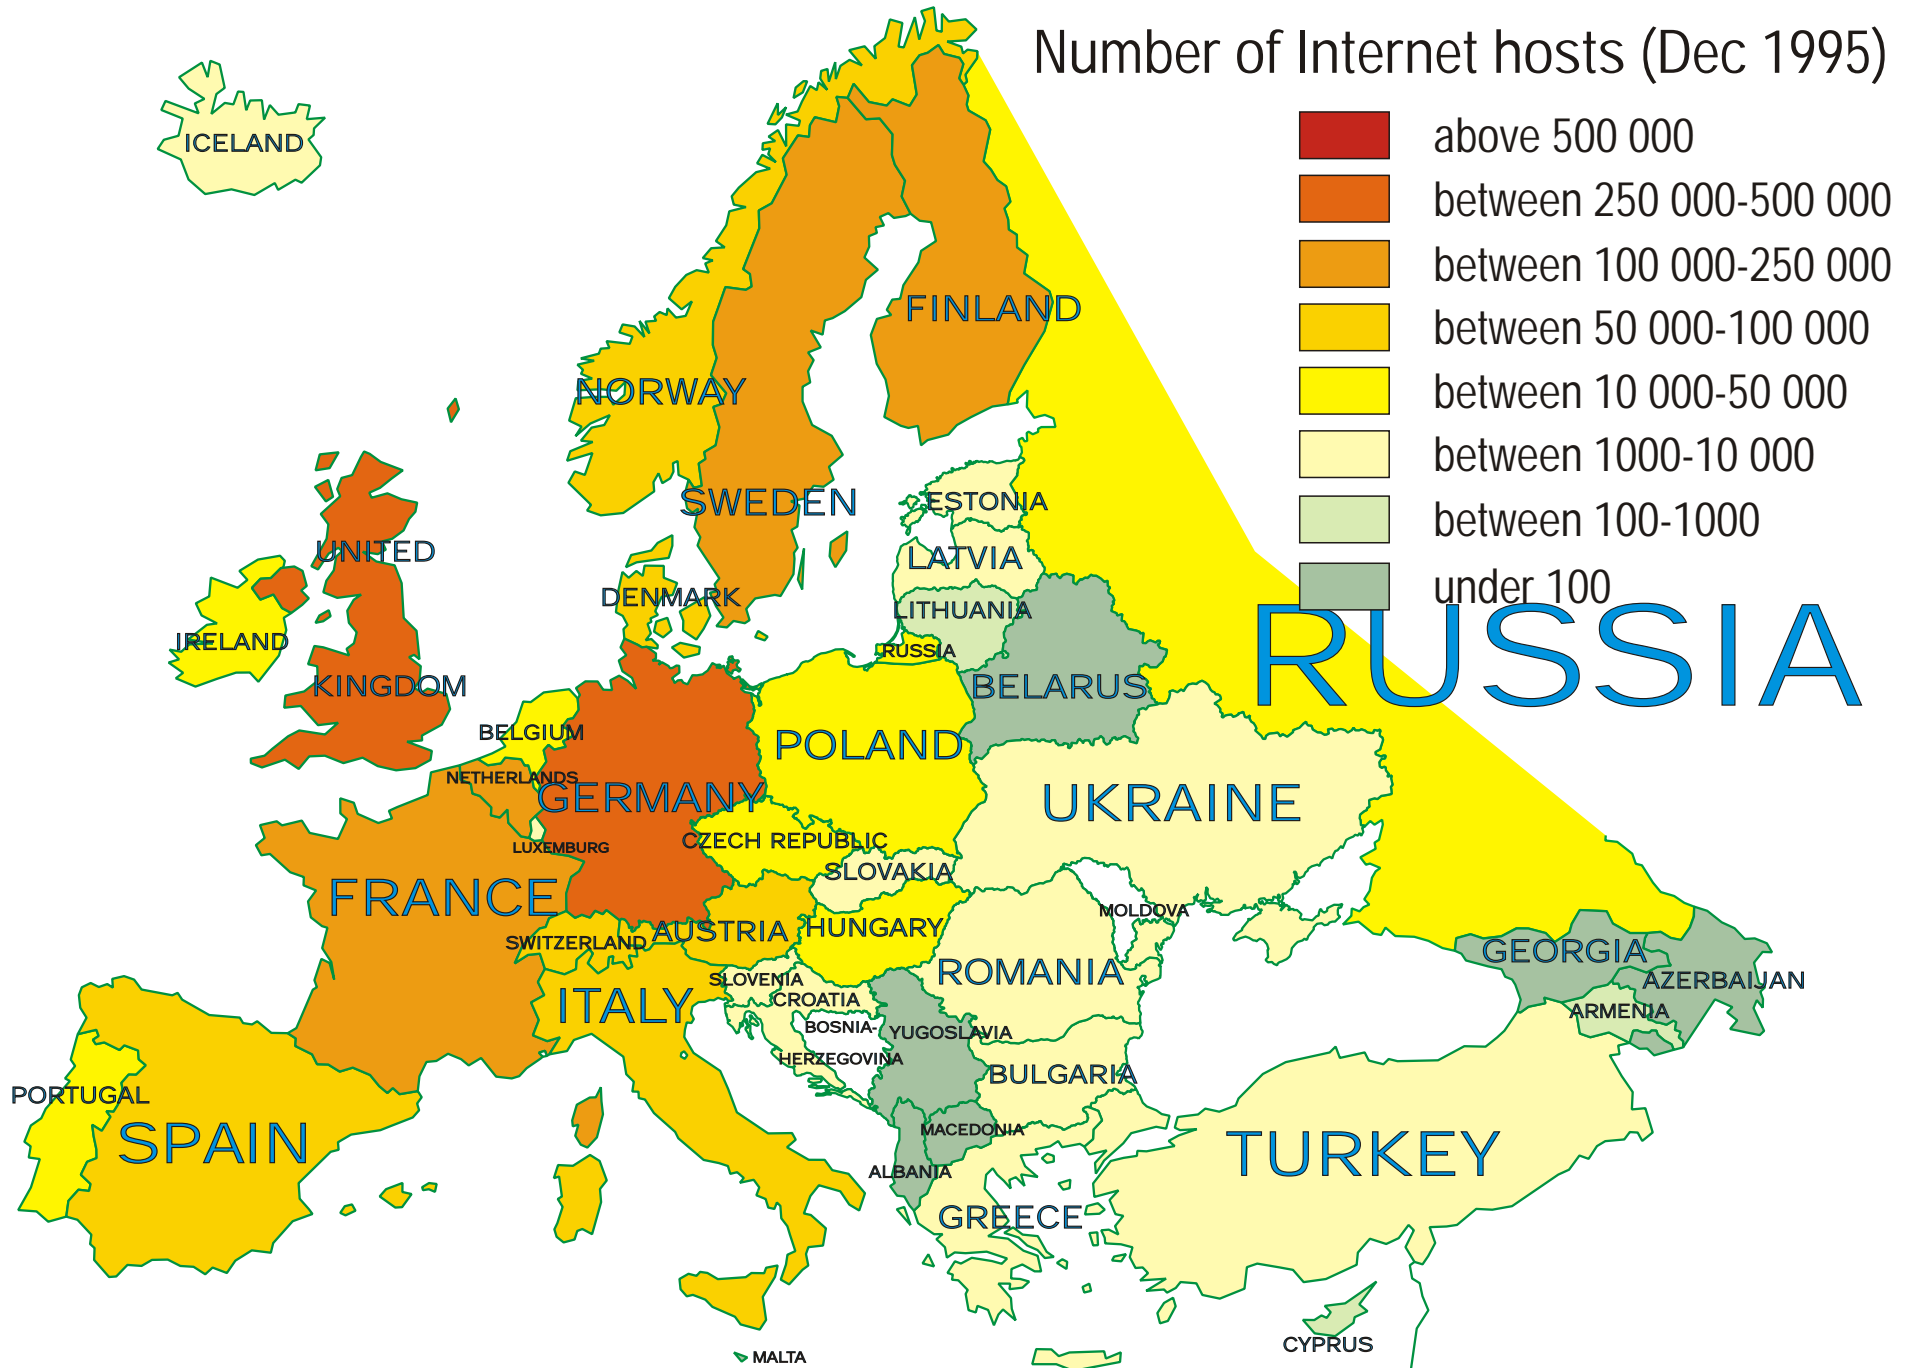 Number of Internet hosts (Dec 1995)
above 500 000
between 250 000-500 000
between 100 000-250 000
between 50 000-100 000
between 10 000-50 000
between 1000-10 000
between 100-1000
under 100
ICELAND
FINLAND
NORWAY
SWEDEN
ESTONIA
UNITED
LATVIA
DENMARK
LITHUANIA
IRELAND
RUSSIA
RUSSIA
KINGDOM
BELARUS
BELGIUM
POLAND
NETHERLANDS
GERMANY
UKRAINE
CZECH REPUBLIC
LUXEMBURG
SLOVAKIA
FRANCE
MOLDOVA
HUNGARY
AUSTRIA
SWITZERLAND
GEORGIA
ROMANIA
SLOVENIA
AZERBAIJAN
CROATIA
ITALY
ARMENIA
BOSNIA-
YUGOSLAVIA
HERZEGOVINA
BULGARIA
PORTUGAL
MACEDONIA
SPAIN
TURKEY
ALBANIA
GREECE
CYPRUS
MALTA